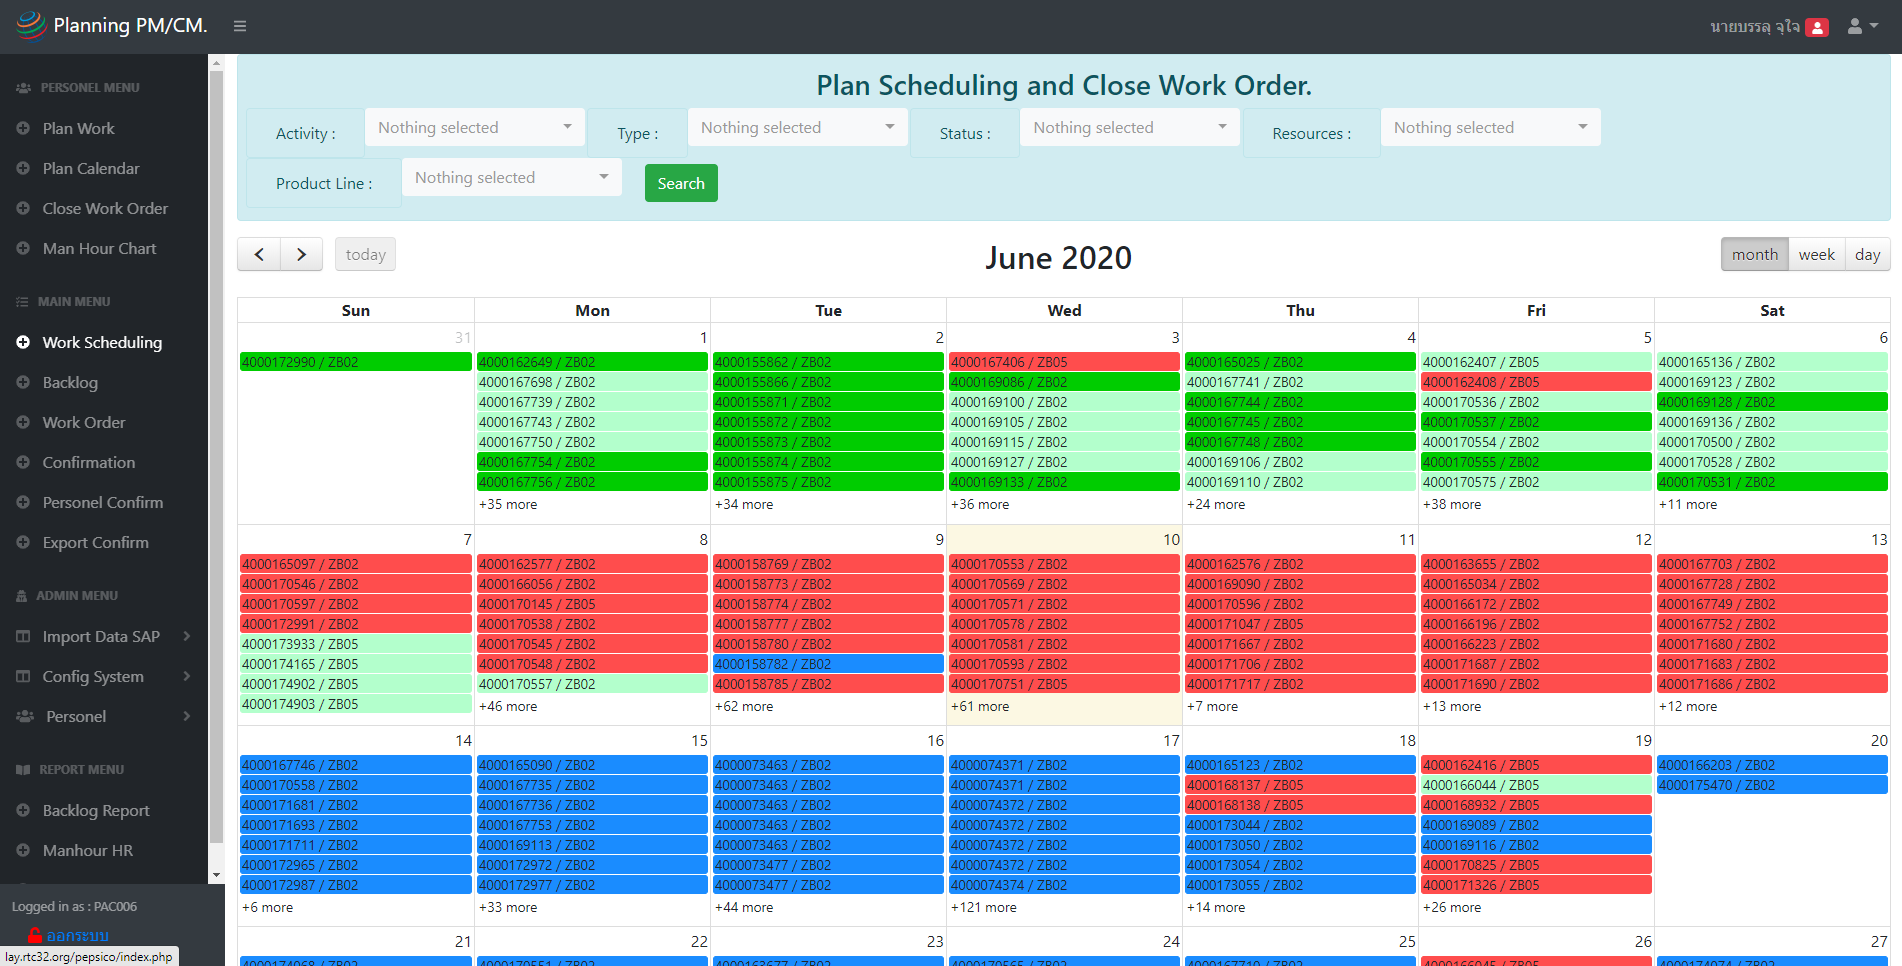 Planning PM/CM.
นายบรรลุ จุใจ
PERSONEL MENU
Plan Work
Plan Calendar
Close Work Order
Man Hour Chart
MAIN MENU
Work Scheduling
Backlog
Work Order
Confirmation
Personel Confirm
Export Confirm
ADMIN MENU
Import Data SAP
Config System
Personel
REPORT MENU
Backlog Report
Manhour HR
Logged in as : PAC006
ออกระบบ
lay.rtc32.org/pepsico/index.php
Plan Scheduling and Close Work Order.
Activity : Nothing selected Type : Nothing selected Status : Nothing selected Resources : Nothing selected
Product Line : Nothing selected Search
today June 2020 month week day
Sun Mon Tue Wed Thu Fri Sat
31 1 2 3 4 5 6
4000172990 / ZB02 4000162649 / ZB02 4000155862 / ZB02 4000167406 / ZB05 4000165025 / ZB02 4000162407 / ZB05 4000165136 / ZB02
4000167698 / ZB02 4000155866 / ZB02 4000169086 / ZB02 4000167741 / ZB02 4000162408 / ZB05 4000169123 / ZB02
4000167739 / ZB02 4000155871 / ZB02 4000169100 / ZB02 4000167744 / ZB02 4000170536 / ZB02 4000169128 / ZB02
4000167743 / ZB02 4000155872 / ZB02 4000169105 / ZB02 4000167745 / ZB02 4000170537 / ZB02 4000169136 / ZB02
4000167750 / ZB02 4000155873 / ZB02 4000169115 / ZB02 4000167748 / ZB02 4000170554 / ZB02 4000170500 / ZB02
4000167754 / ZB02 4000155874 / ZB02 4000169127 / ZB02 4000169106 / ZB02 4000170555 / ZB02 4000170528 / ZB02
4000167756 / ZB02 4000155875 / ZB02 4000169133 / ZB02 4000169110 / ZB02 4000170575 / ZB02 4000170531 / ZB02
+35 more +34 more +36 more +24 more +38 more +11 more
7 8 9 10 11 12 13
4000165097 / ZB02 4000162577 / ZB02 4000158769 / ZB02 4000170553 / ZB02 4000162576 / ZB02 4000163655 / ZB02 4000167703 / ZB02
4000170546 / ZB02 4000166056 / ZB02 4000158773 / ZB02 4000170569 / ZB02 4000169090 / ZB02 4000165034 / ZB02 4000167728 / ZB02
4000170597 / ZB02 4000170145 / ZB05 4000158774 / ZB02 4000170571 / ZB02 4000170596 / ZB02 4000166172 / ZB02 4000167749 / ZB02
4000172991 / ZB02 4000170538 / ZB02 4000158777 / ZB02 4000170578 / ZB02 4000171047 / ZB05 4000166196 / ZB02 4000167752 / ZB02
4000173933 / ZB05 4000170545 / ZB02 4000158780 / ZB02 4000170581 / ZB02 4000171667 / ZB02 4000166223 / ZB02 4000171680 / ZB02
4000174165 / ZB05 4000170548 / ZB02 4000158782 / ZB02 4000170593 / ZB02 4000171706 / ZB02 4000171687 / ZB02 4000171683 / ZB02
4000174902 / ZB05 4000170557 / ZB02 4000158785 / ZB02 4000170751 / ZB05 4000171717 / ZB02 4000171690 / ZB02 4000171686 / ZB02
4000174903 / ZB05 +46 more +62 more +61 more +7 more +13 more +12 more
14 15 16 17 18 19 20
4000167746 / ZB02 4000165090 / ZB02 4000073463 / ZB02 4000074371 / ZB02 4000165123 / ZB02 4000162416 / ZB05 4000166203 / ZB02
4000170558 / ZB02 4000167735 / ZB02 4000073463 / ZB02 4000074371 / ZB02 4000168137 / ZB05 4000166044 / ZB05 4000175470 / ZB02
4000171681 / ZB02 4000167736 / ZB02 4000073463 / ZB02 4000074372 / ZB02 4000168138 / ZB05 4000168932 / ZB05
4000171693 / ZB02 4000167753 / ZB02 4000073463 / ZB02 4000074372 / ZB02 4000173044 / ZB02 4000169089 / ZB02
4000171711 / ZB02 4000169113 / ZB02 4000073463 / ZB02 4000074372 / ZB02 4000173050 / ZB02 4000169116 / ZB02
4000172965 / ZB02 4000172972 / ZB02 4000073477 / ZB02 4000074372 / ZB02 4000173054 / ZB02 4000170825 / ZB05
4000172987 / ZB02 4000172977 / ZB02 4000073477 / ZB02 4000074374 / ZB02 4000173055 / ZB02 4000171326 / ZB05
+6 more +33 more +44 more +121 more +14 more +26 more
21 22 23 24 25 26 27